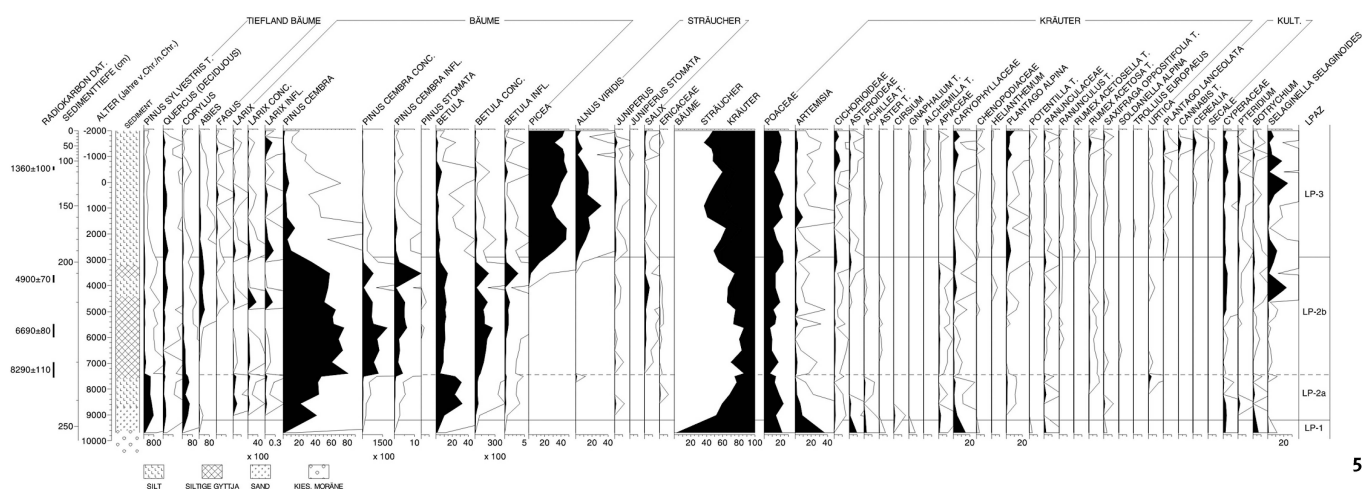 TIEFLAND BÄUME BÄUME STRÄUCHER KRÄUTER KULT.
RADIOKARBON DAT.
SEDIMENTTIEFE (cm)
ALTER (Jahre v.Chr./n.Chr.)
SEDIMENT
PINUS SYLVESTRIS T.
QUERCUS (DECIDUOUS)
CORYLUS
ABIES
FAGUS
LARIX
LARIX CONC.
LARIX INFL.
PINUS CEMBRA
PINUS CEMBRA CONC.
PINUS CEMBRA INFL.
PINUS STOMATA
BETULA
BETULA CONC.
BETULA INFL.
PICEA
ALNUS VIRIDIS
JUNIPERUS
JUNIPERUS STOMATA
SALIX
ERICACEAE
BÄUME
STRÄUCHER
KRÄUTER
POACEAE
ARTEMISIA
CICHORIOIDEAE
ASTEROIDEAE
ACHILLEA T.
ASTER T.
CIRSIUM
GNAPHALIUM T.
ALCHEMILLA T.
APIACEAE
CARYOPHYLLACEAE
CHENOPODIACEAE
HELIANTHEMUM
PLANTAGO ALPINA
POTENTILLA T.
RANUNCULACEAE
RANUNCULUS T.
RUMEX ACETOSELLA T.
RUMEX ACETOSA T.
SAXIFRAGA OPPOSITIFOLIA T.
SOLDANELLA ALPINA
TROLLIUS EUROPAEUS
URTICA
PLANTAGO LANCEOLATA
CANNABIS T.
CEREALIA
SECALE
CYPERACEAE
PTERIDIUM
BOTRYCHIUM
SELAGINELLA SELAGINOIDES
LPAZ
0 -2000
50
100 -1000
1360±100
0
150 1000
2000
200 3000
4900±70 4000
5000
6690±80 6000
7000
8290±110
8000
9000
250
10000
LP-3
LP-2b
LP-2a
LP-1
800 80 40 0.3 20 40 60 80 1500 10 20 40 300 5 20 40 20 40 20 40 60 80 100 20 20 40 20 20 20
x 100 x 100 x 100
SILT SILTIGE GYTTJA SAND KIES. MORÄNE
5